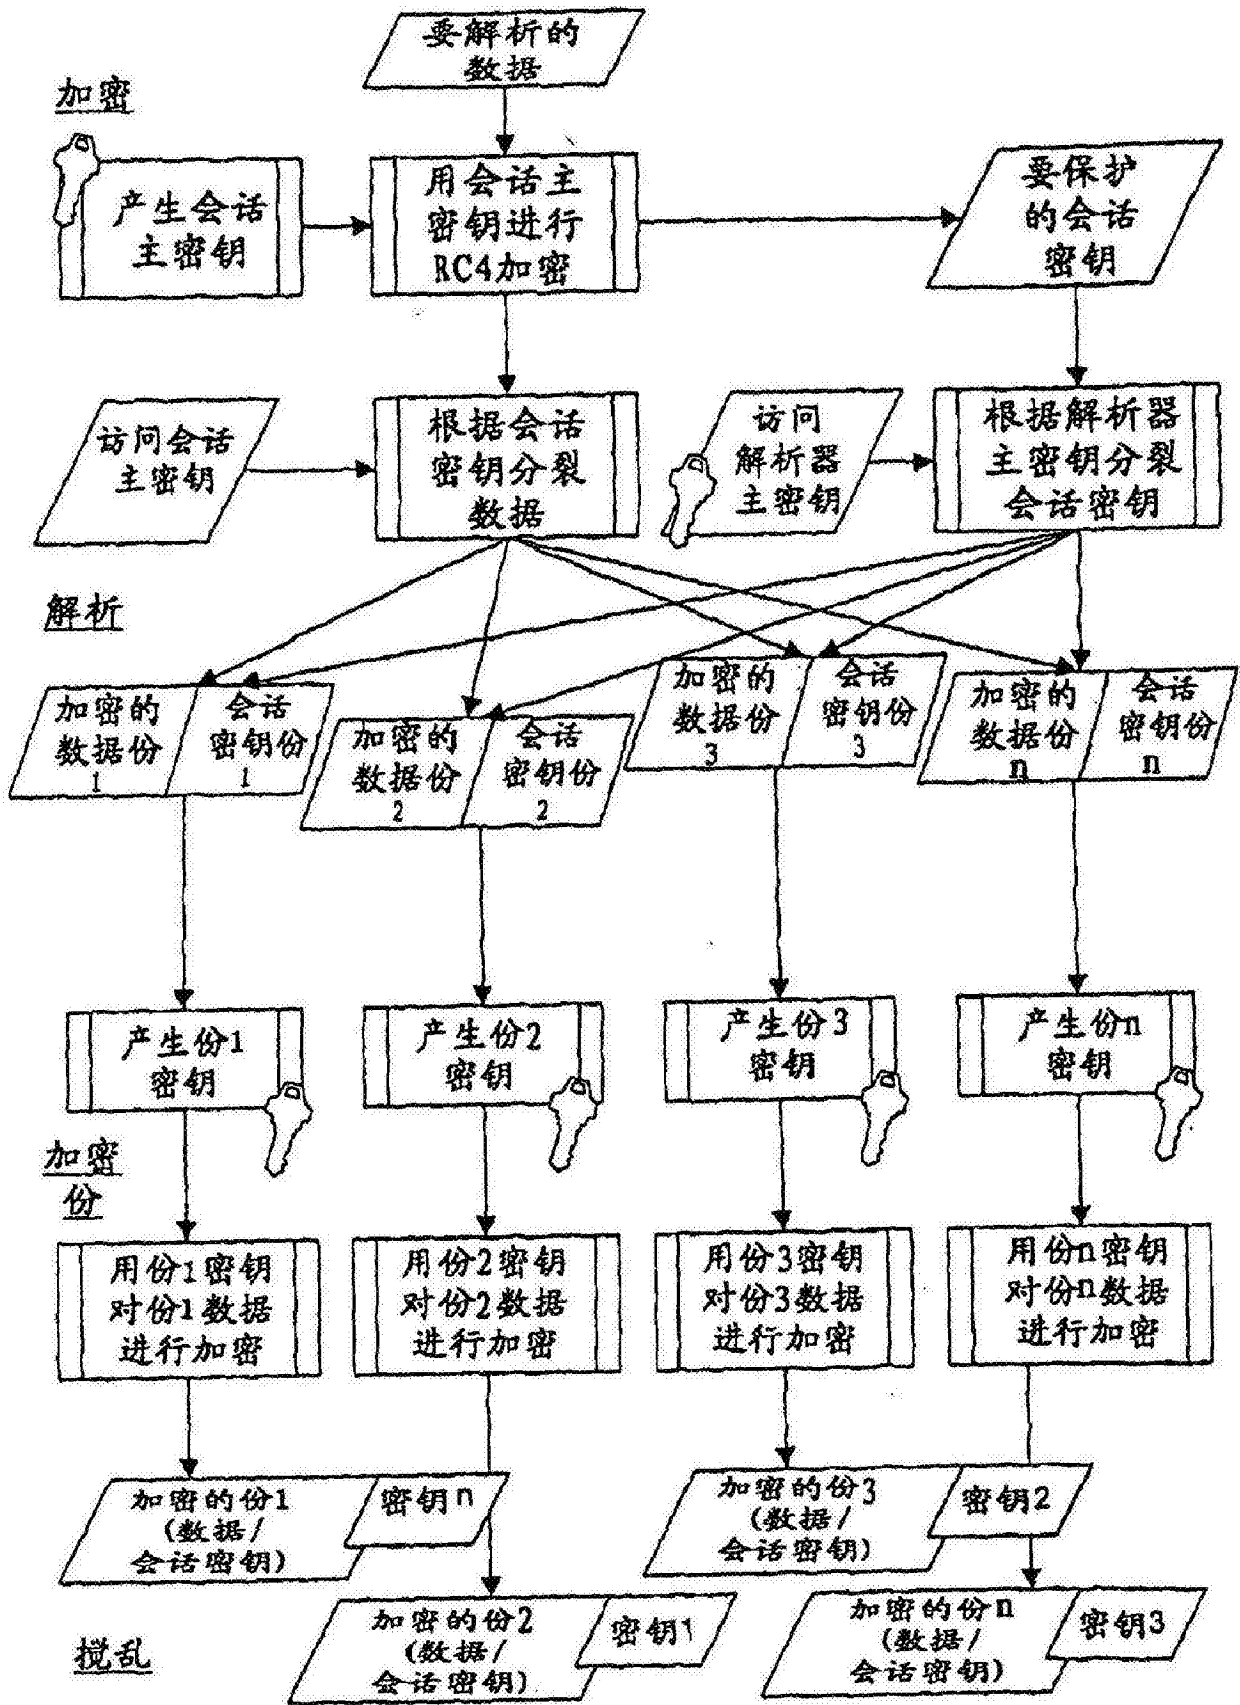 要解析的
数据
加密
产生会话
主密钥
用会话主
密钥进行
RC4加密
要保护
的会话
密钥
访问会话
主密钥
根据会话
密钥分裂
数据
访问
解析器
主密钥
根据解析器
主密钥分裂
会话密钥
解析
加密的
数据份
1
会话
密钥份
1
加密的
数据份
2
会话
密钥份
2
加密的
数据份
3
会话
密钥份
3
加密的
数据份
n
会话
密钥份
n
产生份1
密钥
产生份2
密钥
产生份3
密钥
产生份n
密钥
加密
份
用份1密钥
对份1数据
进行加密
用份2密钥
对份2数据
进行加密
用份3密钥
对份3数据
进行加密
用份n密钥
对份n数据
进行加密
加密的份1
(数据/
会话密钥)
密钥n
加密的份3
(数据/
会话密钥)
密钥2
搅乱
加密的份2
(数据/
会话密钥)
密钥1
加密的份n
(数据/
会话密钥)
密钥3